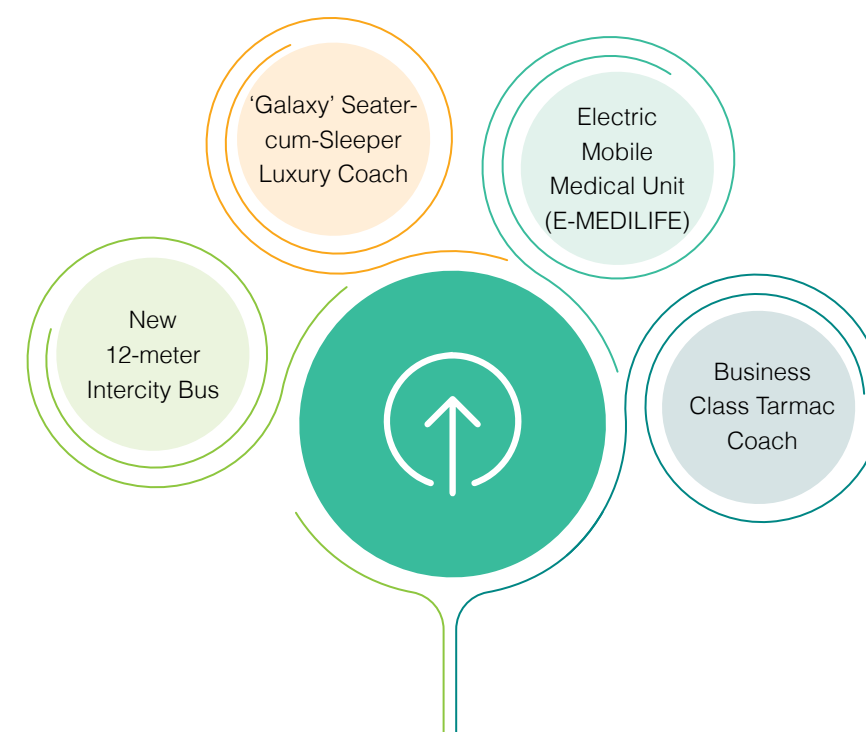 ‘Galaxy’ Seater-
cum-Sleeper
Luxury Coach
Electric
Mobile
Medical Unit
(E-MEDILIFE)
New
12-meter
Intercity Bus
Business
Class Tarmac
Coach